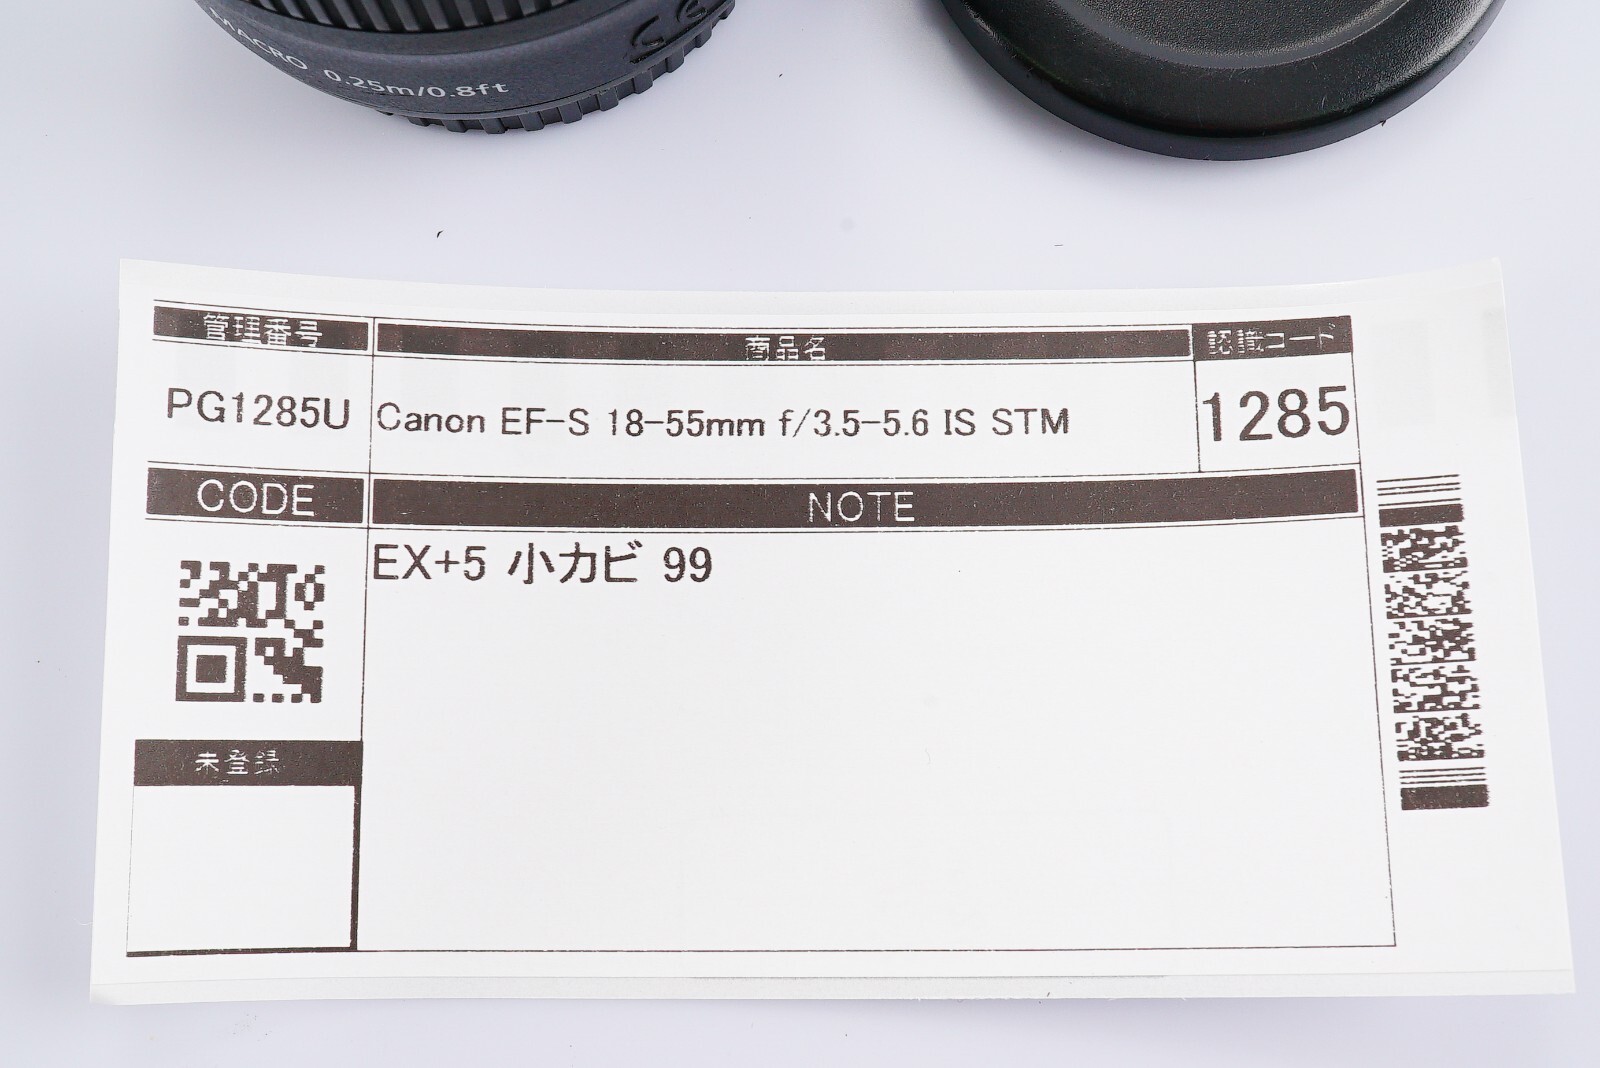 MACRO 0.25m/0.8ft
管理番号 商品名 認識コード
PG1285U Canon EF-S 18-55mm f/3.5-5.6 IS STM 1285
CODE NOTE
EX+5 小カビ 99
未登録